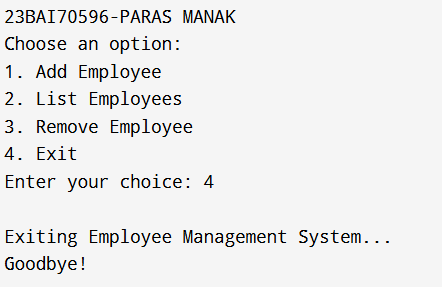 23BAI70596-PARAS MANAK
Choose an option:
1. Add Employee
2. List Employees
3. Remove Employee
4. Exit
Enter your choice: 4
Exiting Employee Management System...
Goodbye!